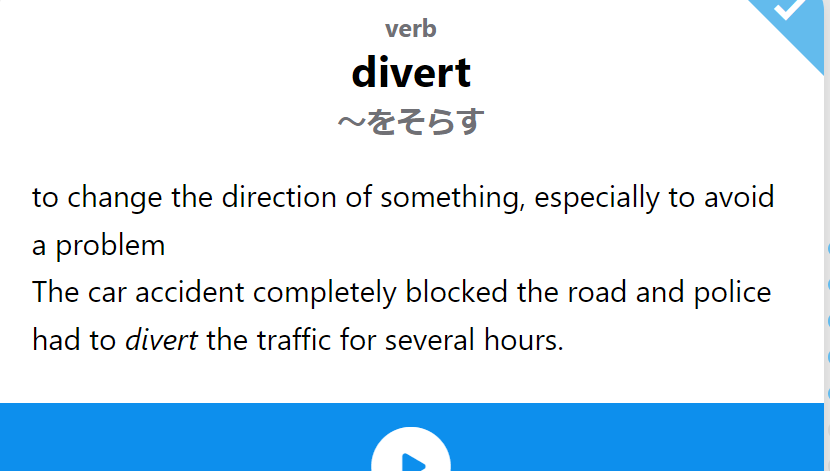 verb
divert
～をそらす
to change the direction of something, especially to avoid
a problem
The car accident completely blocked the road and police
had to divert the traffic for several hours.